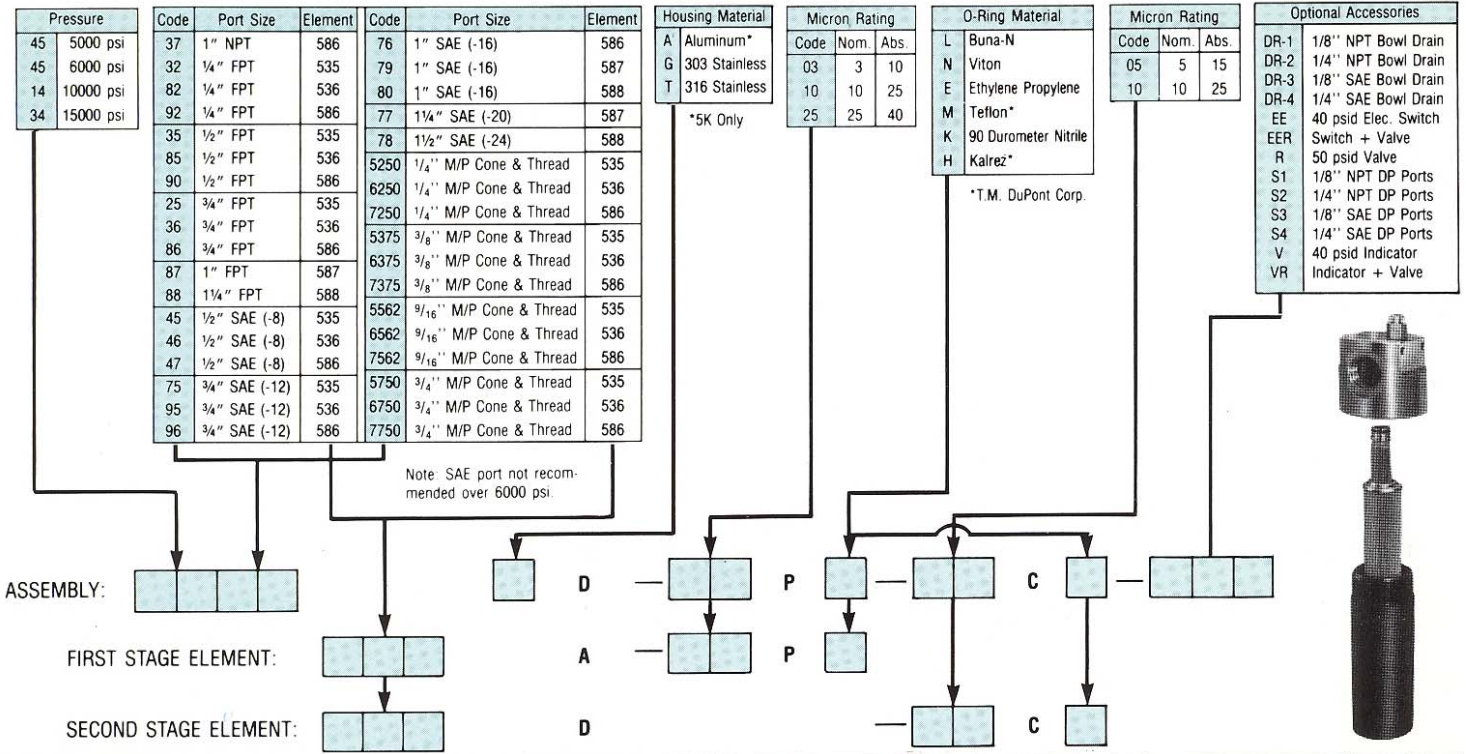 Pressure
45 5000 psi
45 6000 psi
14 10000 psi
34 15000 psi
Code Port Size Element
37 1" NPT 586
32 ¼" FPT 535
82 ¼" FPT 536
92 ¼" FPT 586
35 ½" FPT 535
85 ½" FPT 536
90 ½" FPT 586
25 ¾" FPT 535
36 ¾" FPT 536
86 ¾" FPT 586
87 1" FPT 587
88 1¼" FPT 588
45 ½" SAE (-8) 535
46 ½" SAE (-8) 536
47 ½" SAE (-8) 586
75 ¾" SAE (-12) 535
95 ¾" SAE (-12) 536
96 ¾" SAE (-12) 586
Code Port Size Element
76 1" SAE (-16) 586
79 1" SAE (-16) 587
80 1" SAE (-16) 588
77 1¼" SAE (-20) 587
78 1½" SAE (-24) 588
5250 1/4'' M/P Cone & Thread 535
6250 1/4'' M/P Cone & Thread 536
7250 1/4'' M/P Cone & Thread 586
5375 3/8'' M/P Cone & Thread 535
6375 3/8'' M/P Cone & Thread 536
7375 3/8'' M/P Cone & Thread 586
5562 9/16'' M/P Cone & Thread 535
6562 9/16'' M/P Cone & Thread 536
7562 9/16'' M/P Cone & Thread 586
5750 3/4'' M/P Cone & Thread 535
6750 3/4'' M/P Cone & Thread 536
7750 3/4'' M/P Cone & Thread 586
Note: SAE port not recom-
mended over 6000 psi.
Housing Material
A Aluminum*
G 303 Stainless
T 316 Stainless
*5K Only
Micron Rating
Code Nom. Abs.
03 3 10
10 10 25
25 25 40
O-Ring Material
L Buna-N
N Viton
E Ethylene Propylene
M Teflon*
K 90 Durometer Nitrile
H Kalrez*
*T.M. DuPont Corp.
Micron Rating
Code Nom. Abs.
05 5 15
10 10 25
Optional Accessories
DR-1 1/8'' NPT Bowl Drain
DR-2 1/4'' NPT Bowl Drain
DR-3 1/8'' SAE Bowl Drain
DR-4 1/4'' SAE Bowl Drain
EE 40 psid Elec. Switch
EER Switch + Valve
R 50 psid Valve
S1 1/8'' NPT DP Ports
S2 1/4'' NPT DP Ports
S3 1/8'' SAE DP Ports
S4 1/4'' SAE DP Ports
V 40 psid Indicator
VR Indicator + Valve
ASSEMBLY: D — P — C —
FIRST STAGE ELEMENT: A — P
SECOND STAGE ELEMENT: D — C